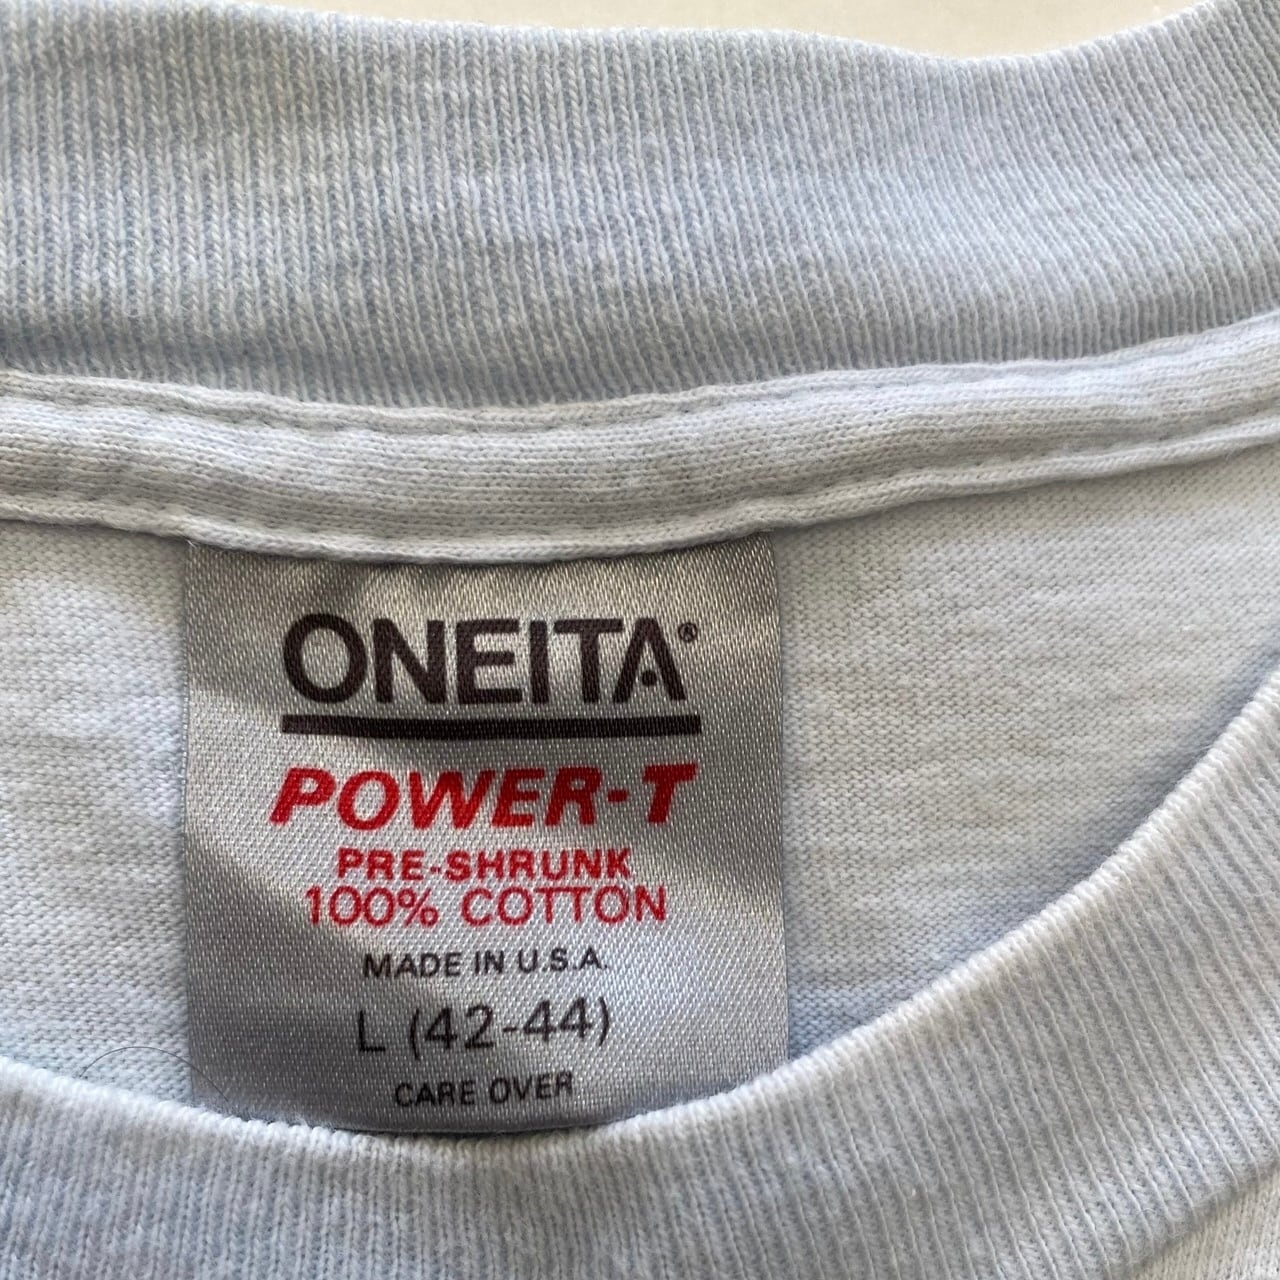 ONEITA®
POWER-T
PRE-SHRUNK
100% COTTON
MADE IN U.S.A.
L (42-44)
CARE OVER